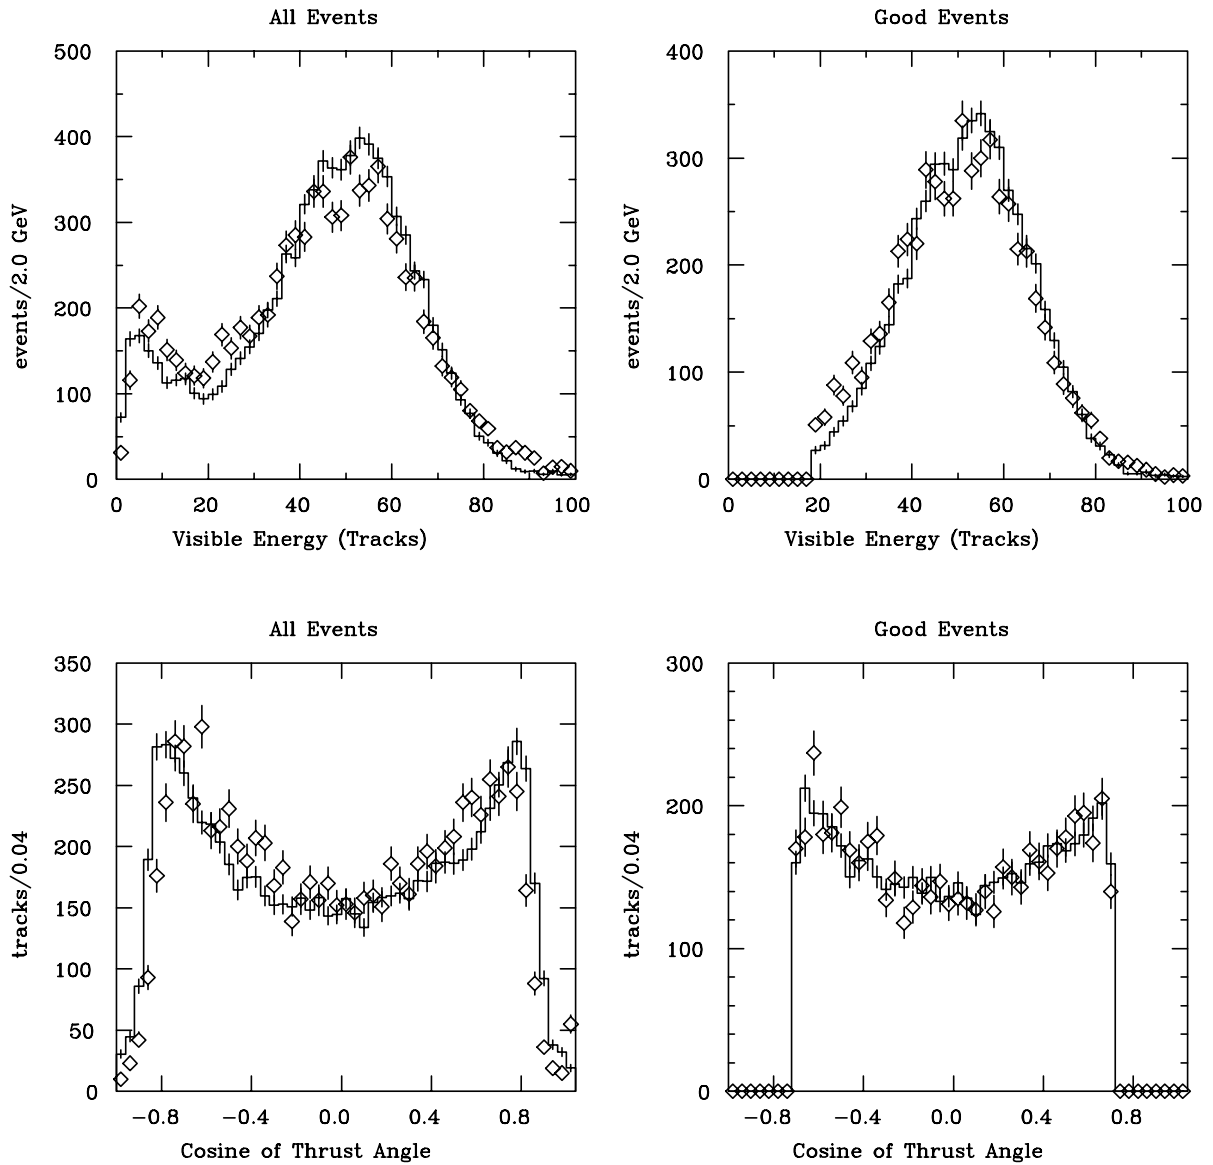 All Events
500
400
300
200
100
0
events/2.0 GeV
0 20 40 60 80 100
Visible Energy (Tracks)
Good Events
400
300
200
100
0
events/2.0 GeV
0 20 40 60 80 100
Visible Energy (Tracks)
All Events
350
300
250
200
150
100
50
0
tracks/0.04
−0.8 −0.4 0.0 0.4 0.8
Cosine of Thrust Angle
Good Events
300
200
100
0
tracks/0.04
−0.8 −0.4 0.0 0.4 0.8
Cosine of Thrust Angle